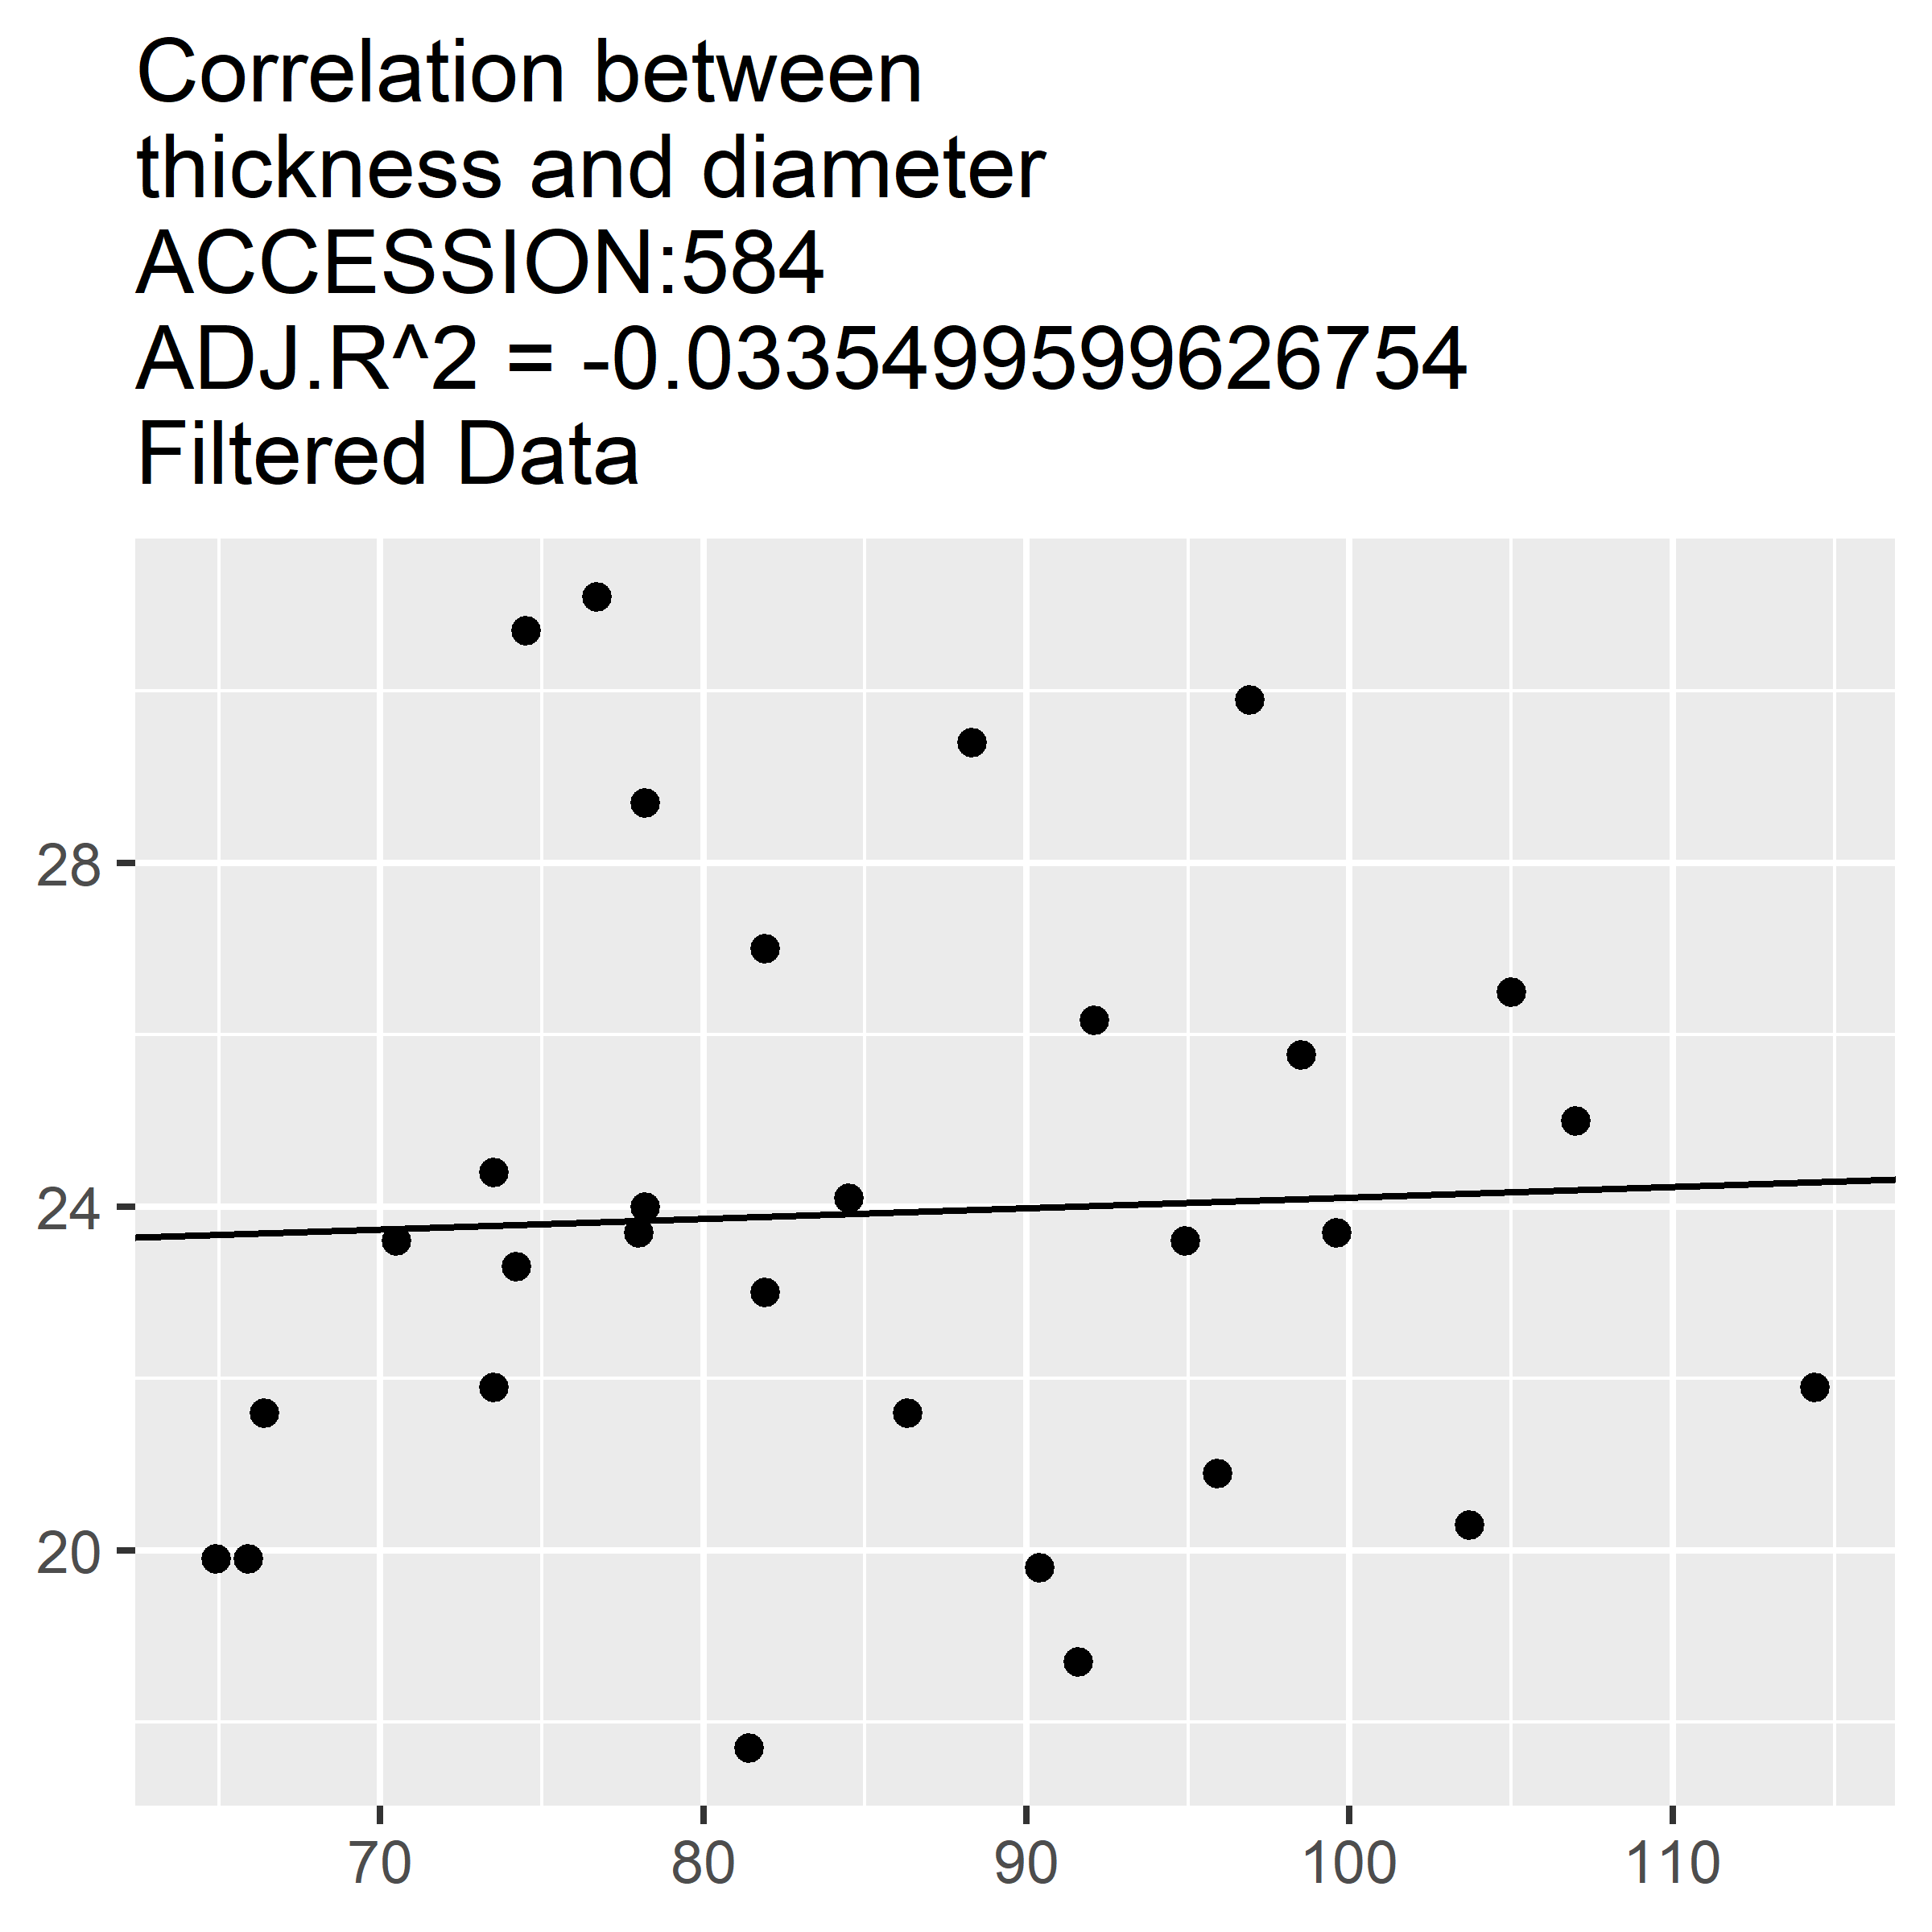 Correlation between
thickness and diameter
ACCESSION:584
ADJ.R^2 = -0.0335499599626754
Filtered Data
28
24
20
70 80 90 100 110